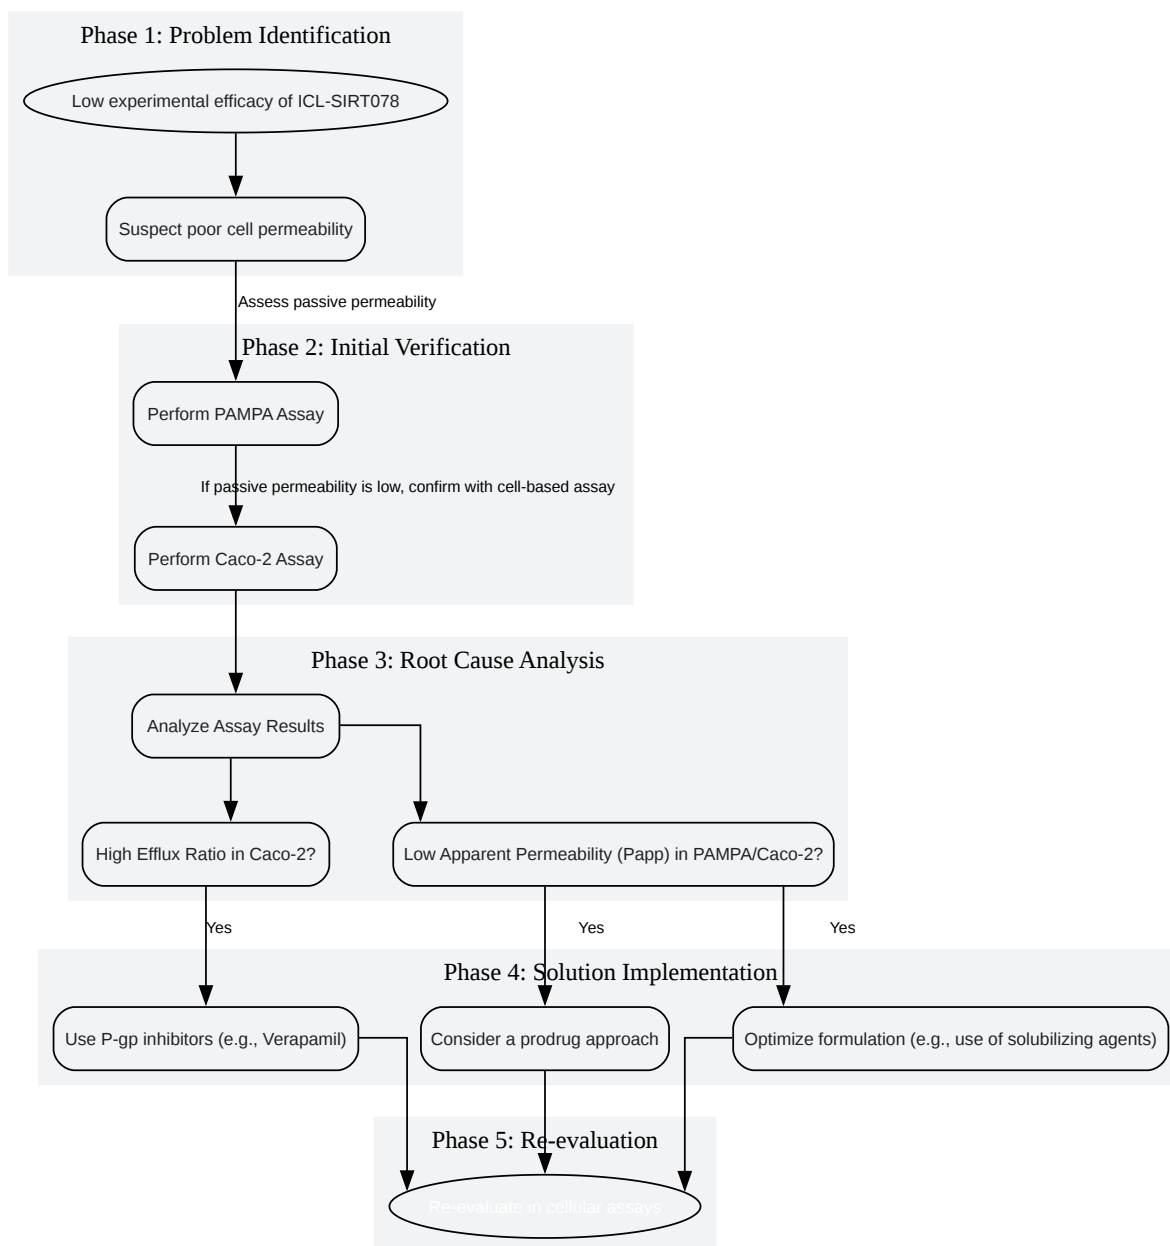 Phase 1: Problem Identification
Low experimental efficacy of ICL-SIRT078
Suspect poor cell permeability
Assess passive permeability
Phase 2: Initial Verification
Perform PAMPA Assay
If passive permeability is low, confirm with cell-based assay
Perform Caco-2 Assay
Phase 3: Root Cause Analysis
Analyze Assay Results
High Efflux Ratio in Caco-2?
Low Apparent Permeability (Papp) in PAMPA/Caco-2?
Yes
Yes
Yes
Phase 4: Solution Implementation
Use P-gp inhibitors (e.g., Verapamil)
Consider a prodrug approach
Optimize formulation (e.g., use of solubilizing agents)
Phase 5: Re-evaluation
Re-evaluate in cellular assays